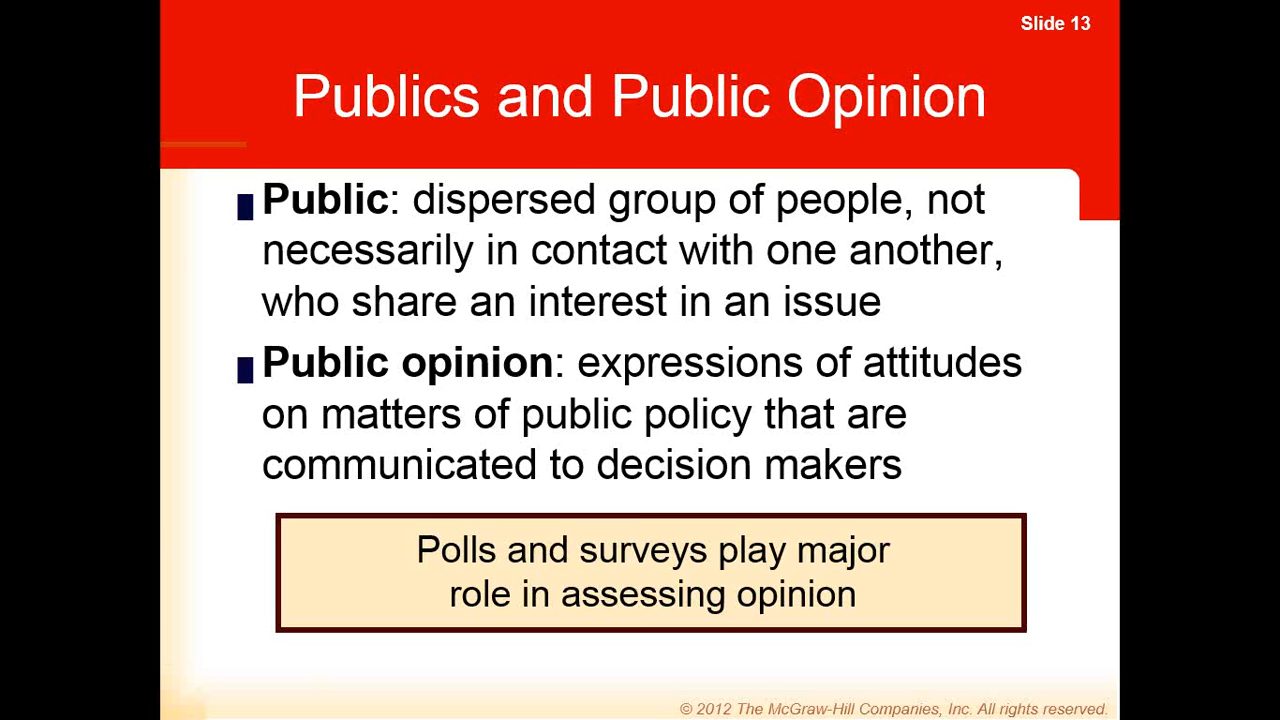 Slide 13
Publics and Public Opinion
Public: dispersed group of people, not
necessarily in contact with one another,
who share an interest in an issue
Public opinion: expressions of attitudes
on matters of public policy that are
communicated to decision makers
Polls and surveys play major
role in assessing opinion
© 2012 The McGraw-Hill Companies, Inc. All rights reserved.